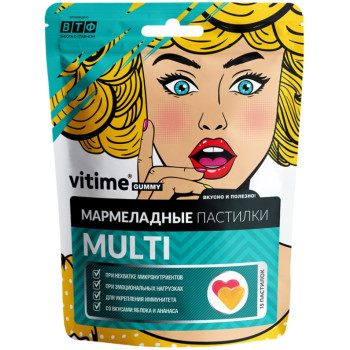 ВТФ
vitime® GUMMY
ВКУСНО И ПОЛЕЗНО!
МАРМЕЛАДНЫЕ ПАСТИЛКИ
MULTI
ПРИ НЕХВАТКЕ МИКРОНУТРИЕНТОВ
ПРИ ЭМОЦИОНАЛЬНЫХ НАГРУЗКАХ
ДЛЯ УКРЕПЛЕНИЯ ИММУНИТЕТА
СО ВКУСАМИ ЯБЛОКА И АНАНАСА
15 ПАСТИЛОК